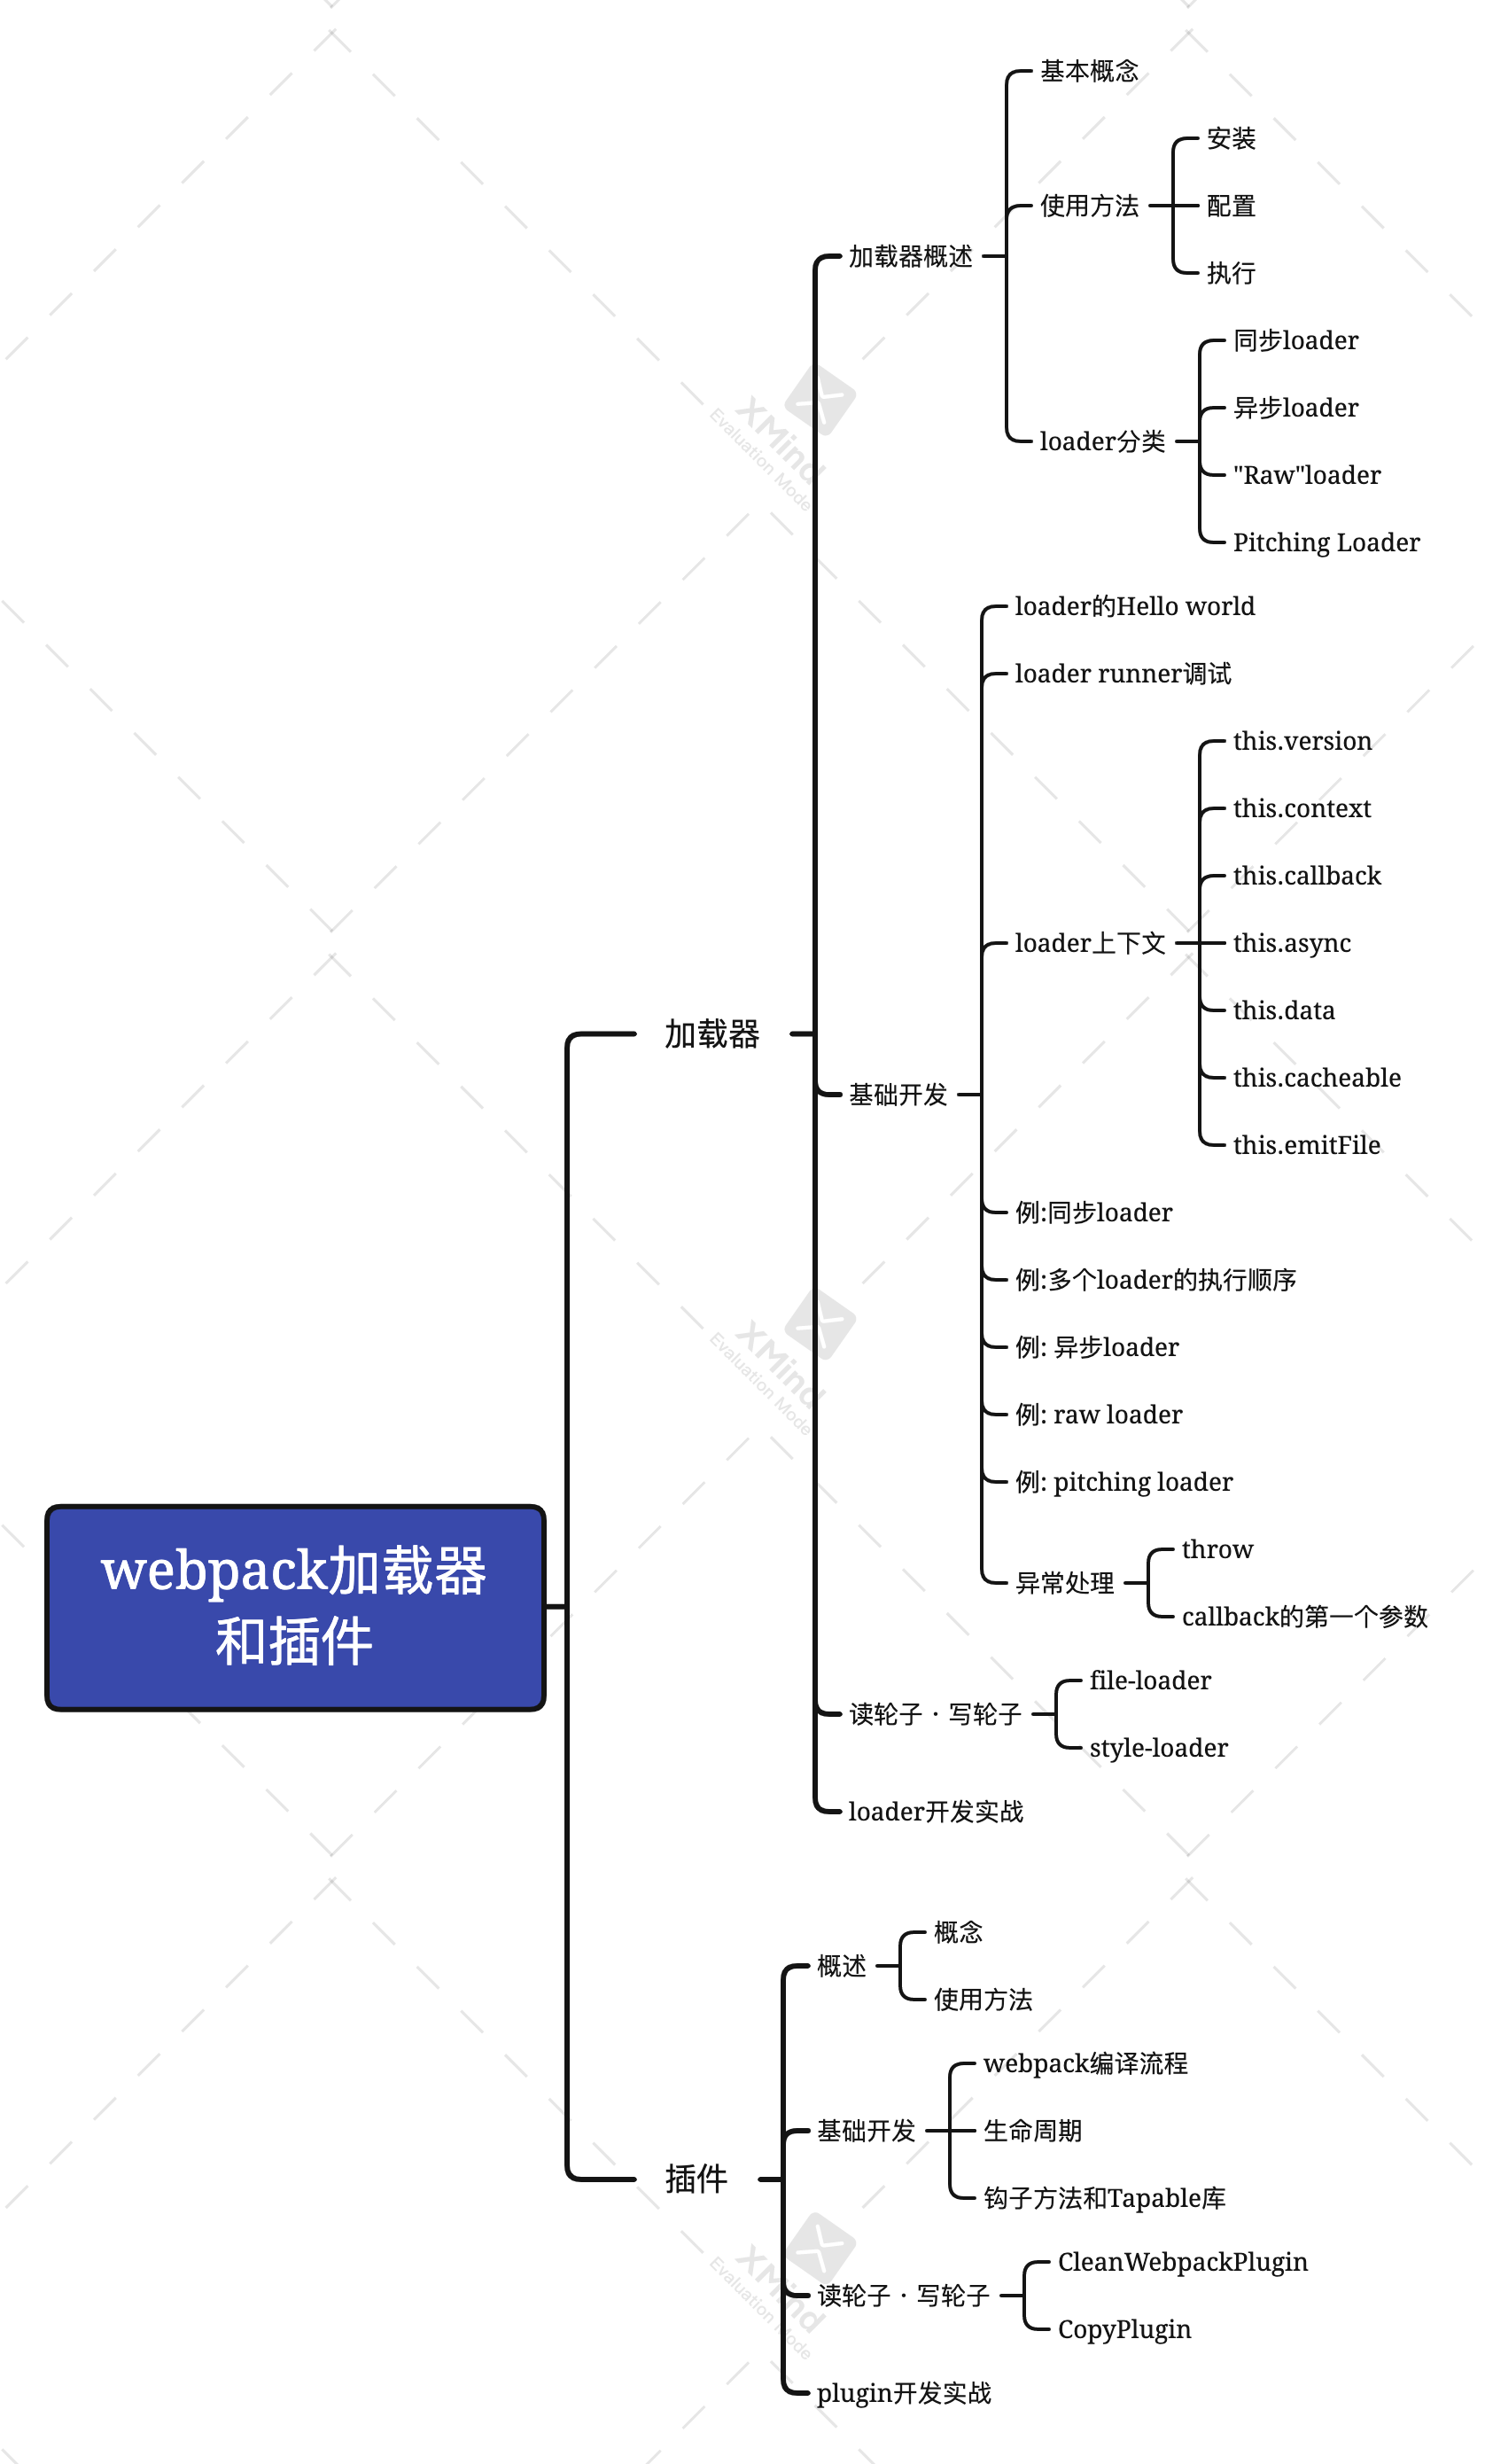 基本概念
安装
使用方法
配置
加载器概述
执行
同步loader
异步loader
loader分类
"Raw"loader
Pitching Loader
loader的Hello world
loader runner调试
this.version
this.context
this.callback
loader上下文
this.async
this.data
加载器
this.cacheable
基础开发
this.emitFile
例:同步loader
例:多个loader的执行顺序
例: 异步loader
例: raw loader
例: pitching loader
throw
异常处理
callback的第一个参数
webpack加载器
和插件
file-loader
读轮子 · 写轮子
style-loader
loader开发实战
概念
概述
使用方法
webpack编译流程
基础开发
生命周期
插件
钩子方法和Tapable库
CleanWebpackPlugin
读轮子 · 写轮子
CopyPlugin
plugin开发实战
XMind
Evaluation Mode
XMind
Evaluation Mode
XMind
Evaluation Mode